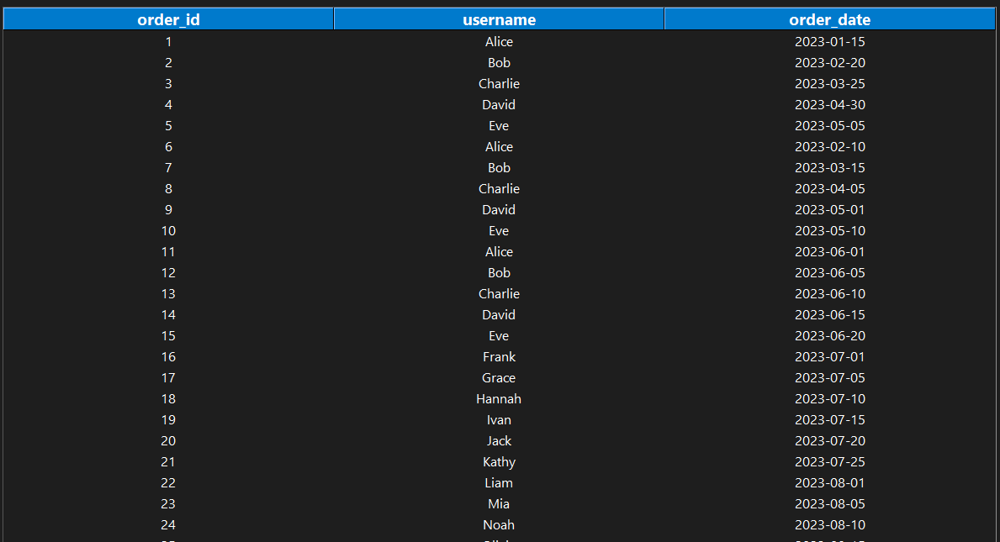 order_id username order_date
1 Alice 2023-01-15
2 Bob 2023-02-20
3 Charlie 2023-03-25
4 David 2023-04-30
5 Eve 2023-05-05
6 Alice 2023-02-10
7 Bob 2023-03-15
8 Charlie 2023-04-05
9 David 2023-05-01
10 Eve 2023-05-10
11 Alice 2023-06-01
12 Bob 2023-06-05
13 Charlie 2023-06-10
14 David 2023-06-15
15 Eve 2023-06-20
16 Frank 2023-07-01
17 Grace 2023-07-05
18 Hannah 2023-07-10
19 Ivan 2023-07-15
20 Jack 2023-07-20
21 Kathy 2023-07-25
22 Liam 2023-08-01
23 Mia 2023-08-05
24 Noah 2023-08-10